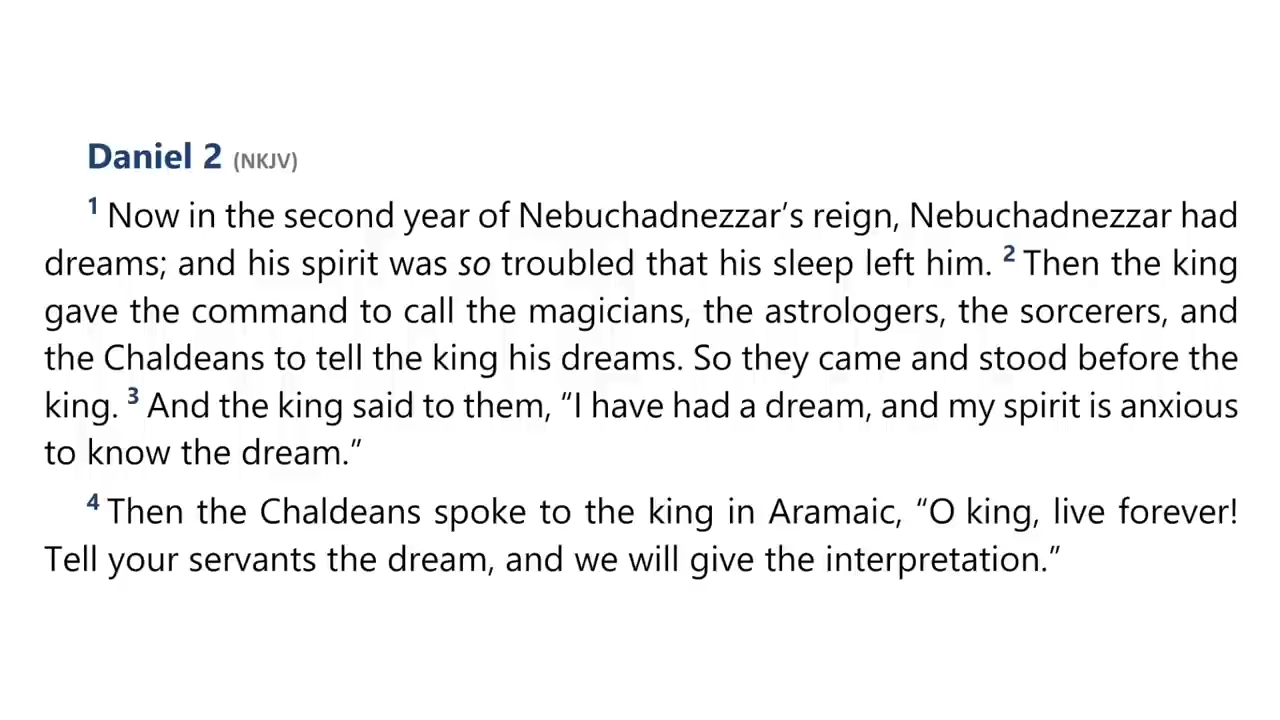 Daniel 2 (NKJV)
1 Now in the second year of Nebuchadnezzar’s reign, Nebuchadnezzar had
dreams; and his spirit was so troubled that his sleep left him. 2 Then the king
gave the command to call the magicians, the astrologers, the sorcerers, and
the Chaldeans to tell the king his dreams. So they came and stood before the
king. 3 And the king said to them, “I have had a dream, and my spirit is anxious
to know the dream.”
4 Then the Chaldeans spoke to the king in Aramaic, “O king, live forever!
Tell your servants the dream, and we will give the interpretation.”